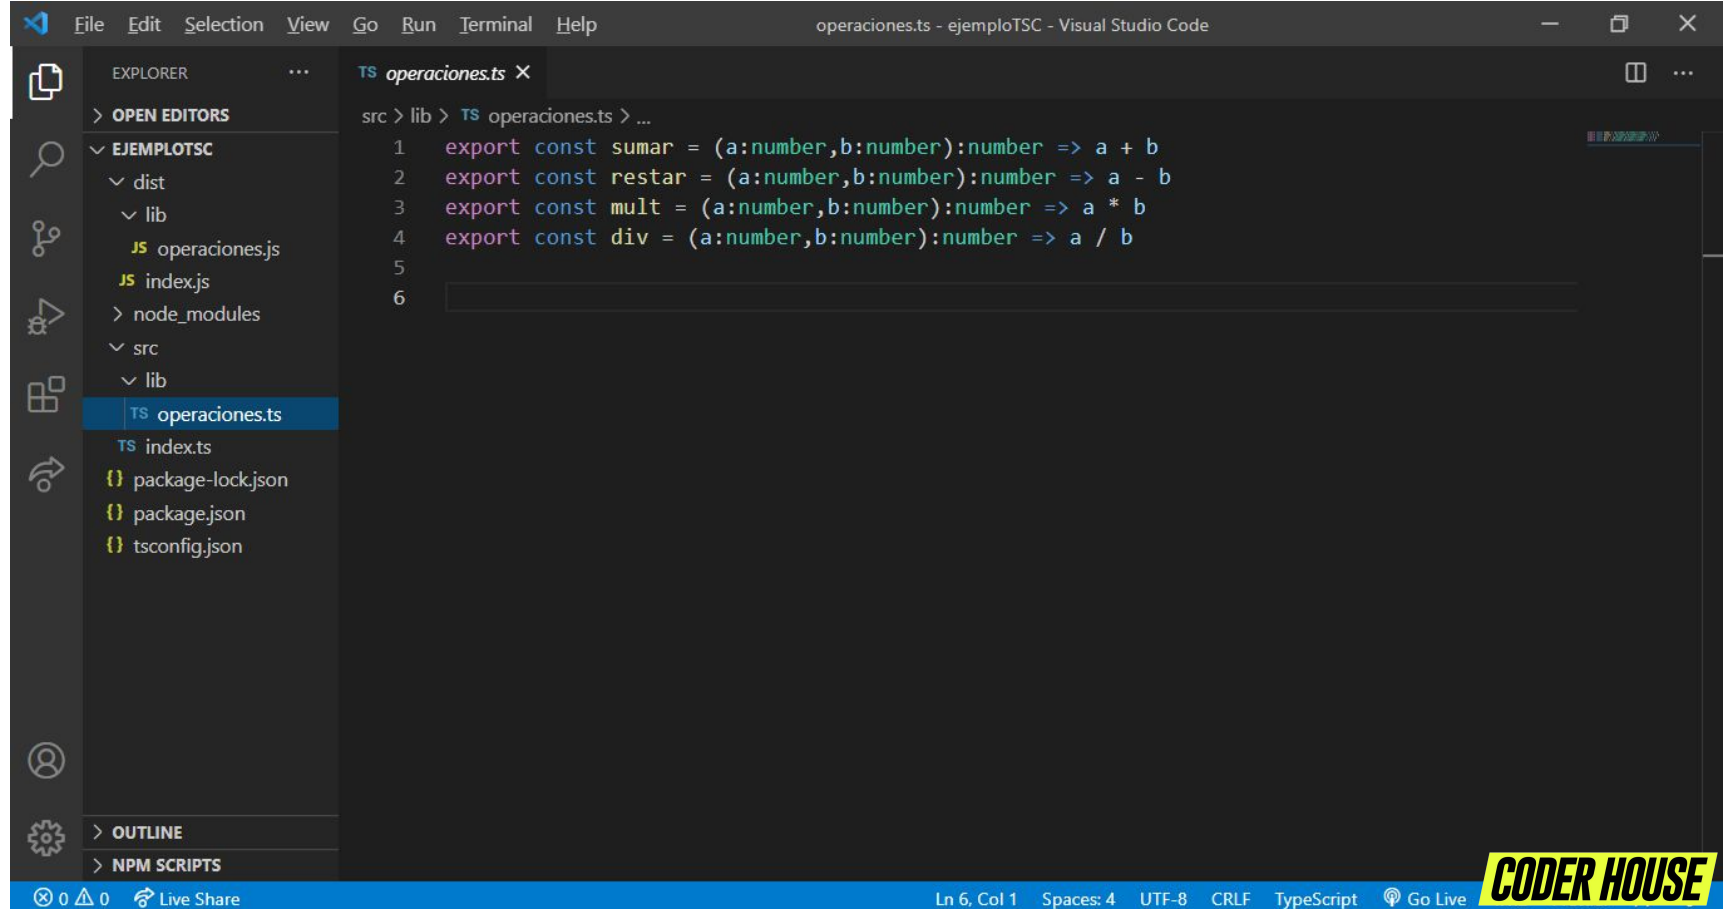 File Edit Selection View Go Run Terminal Help operaciones.ts - ejemploTSC - Visual Studio Code
EXPLORER
OPEN EDITORS
EJEMPLOTSC
dist
lib
JS operaciones.js
JS index.js
node_modules
src
lib
TS operaciones.ts
TS index.ts
{} package-lock.json
{} package.json
{} tsconfig.json
OUTLINE
NPM SCRIPTS
TS operaciones.ts
src > lib > TS operaciones.ts > ...
1 export const sumar = (a:number,b:number):number => a + b
2 export const restar = (a:number,b:number):number => a - b
3 export const mult = (a:number,b:number):number => a * b
4 export const div = (a:number,b:number):number => a / b
5
6
0 0 Live Share Ln 6, Col 1 Spaces: 4 UTF-8 CRLF TypeScript Go Live
CODER HOUSE